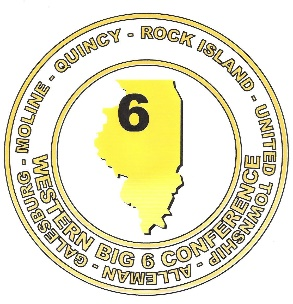 GALESBURG - MOLINE - QUINCY - ROCK ISLAND - UNITED TOWNSHIP - ALLEMAN -
WESTERN BIG 6 CONFERENCE
6